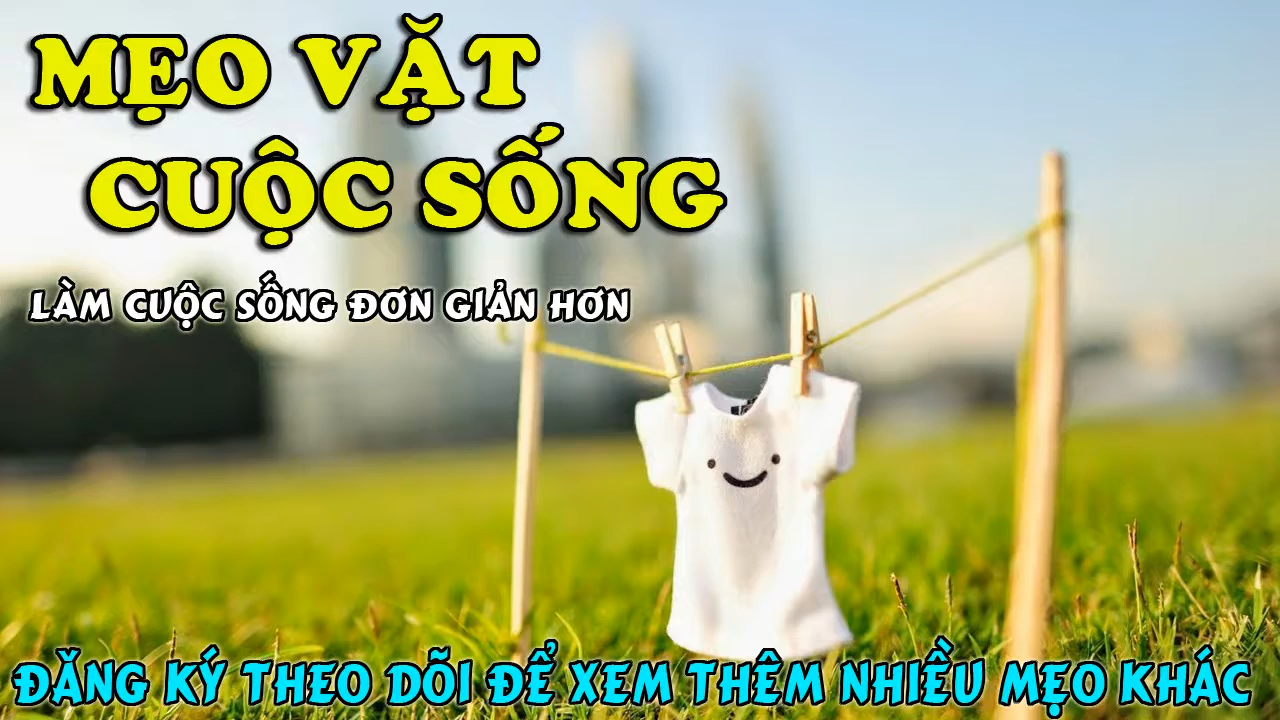 MẸO VẶT
CUỘC SỐNG
LÀM CUỘC SỐNG ĐƠN GIẢN HƠN
ĐĂNG KÝ THEO DÕI ĐỂ XEM THÊM NHIỀU MẸO KHÁC